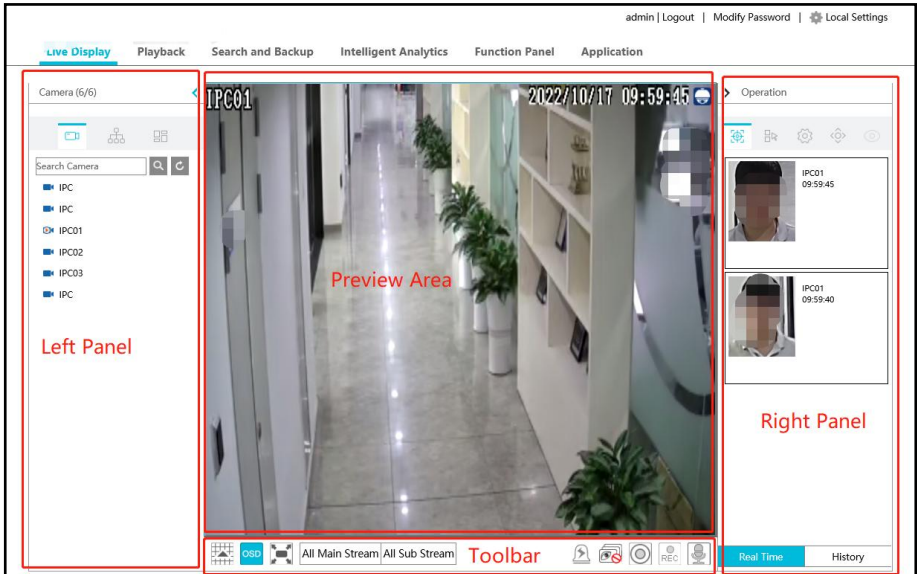 admin | Logout | Modify Password | Local Settings
Live Display Playback Search and Backup Intelligent Analytics Function Panel Application
Camera (6/6)
IPC01
2022/10/17 09:59:45
Operation
Search Camera
IPC
IPC
IPC01
IPC02
IPC03
IPC
Left Panel
Preview Area
IPC01
09:59:45
IPC01
09:59:40
Right Panel
OSD
All Main Stream
All Sub Stream
Toolbar
REC
Real Time
History